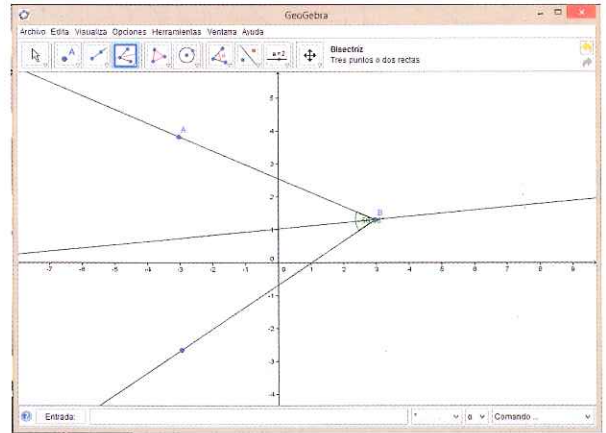 GeoGebra
Archivo Edita Visualiza Opciones Herramientas Ventana Ayuda
A
a=2
Bisectriz
Tres puntos o dos rectas
A
B
5
4
3
2
1
0
-7 -6 -5 -4 -3 -2 -1 0 1 2 3 4 5 6 7 8 9
-1
-2
-3
-4
Entrada:
α
Comando ...